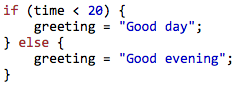 if (time < 20) {
    greeting = "Good day";
} else {
    greeting = "Good evening";
}